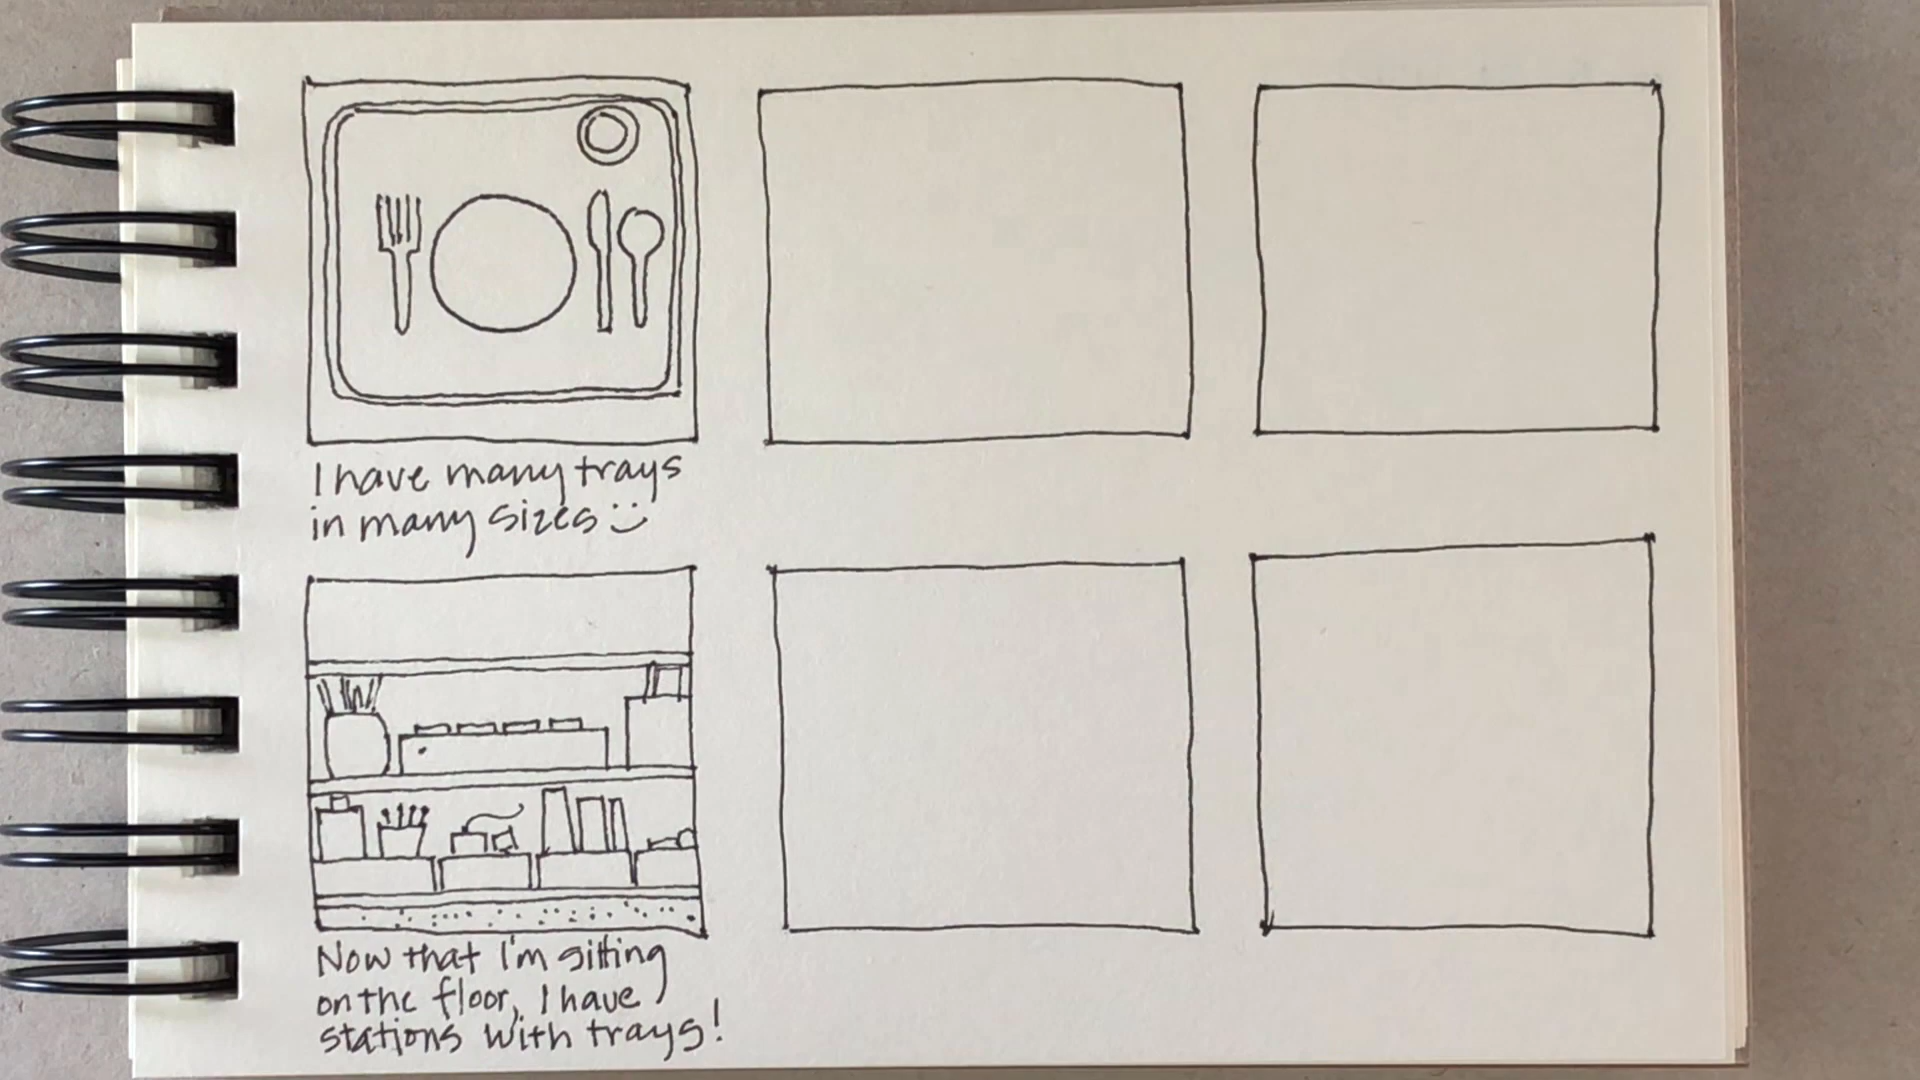 I have many trays
in many sizes
Now that I'm sitting
on the floor, I have
stations with trays!